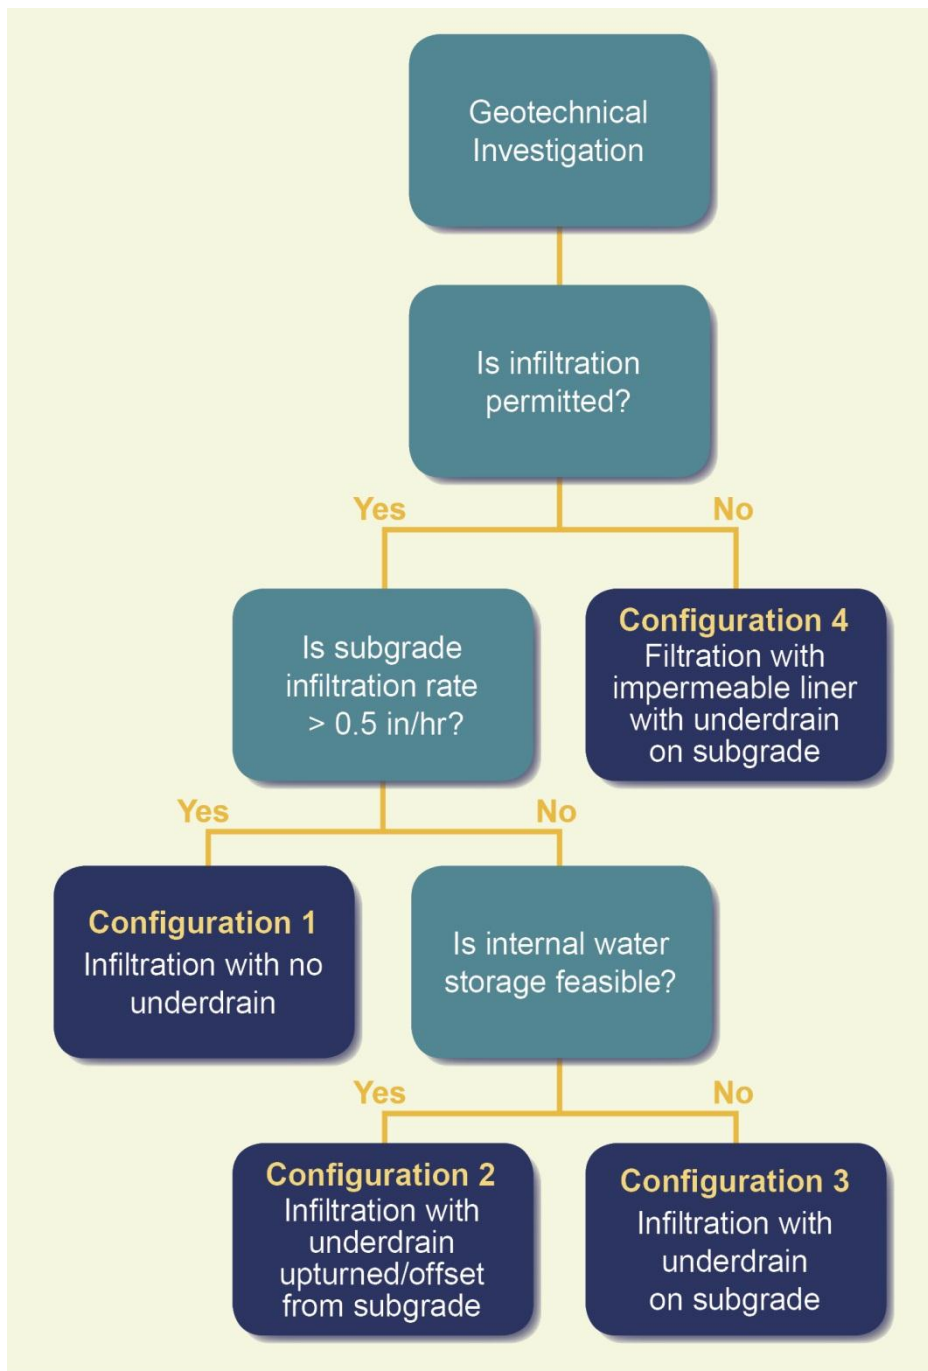 Geotechnical
Investigation
Is infiltration
permitted?
Yes
No
Is subgrade
infiltration rate
> 0.5 in/hr?
Configuration 4
Filtration with
impermeable liner
with underdrain
on subgrade
Yes
No
Configuration 1
Infiltration with no
underdrain
Is internal water
storage feasible?
Yes
No
Configuration 2
Infiltration with
underdrain
upturned/offset
from subgrade
Configuration 3
Infiltration with
underdrain
on subgrade